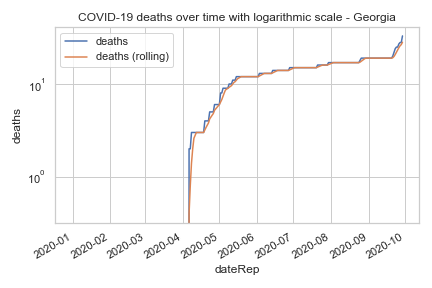 COVID-19 deaths over time with logarithmic scale - Georgia
deaths
deaths (rolling)
10¹
10⁰
deaths
2020-01
2020-02
2020-03
2020-04
2020-05
2020-06
2020-07
2020-08
2020-09
2020-10
dateRep